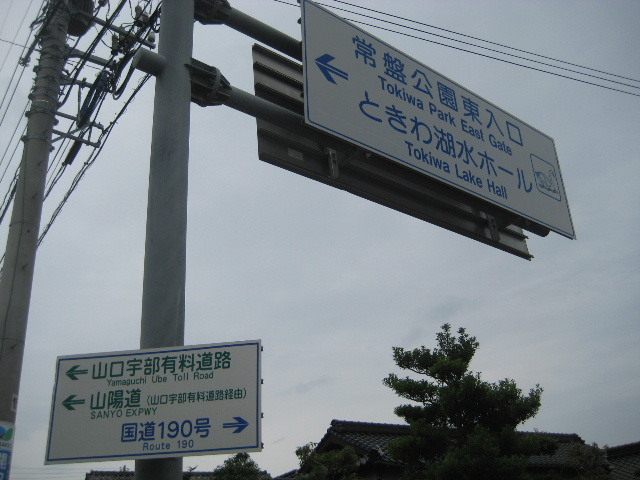 常盤公園東入口
Tokiwa Park East Gate
ときわ湖水ホール
Tokiwa Lake Hall
山口宇部有料道路
Yamaguchi Ube Toll Road
山陽道（山口宇部有料道路経由）
SANYO EXPWY
国道190号
Route 190